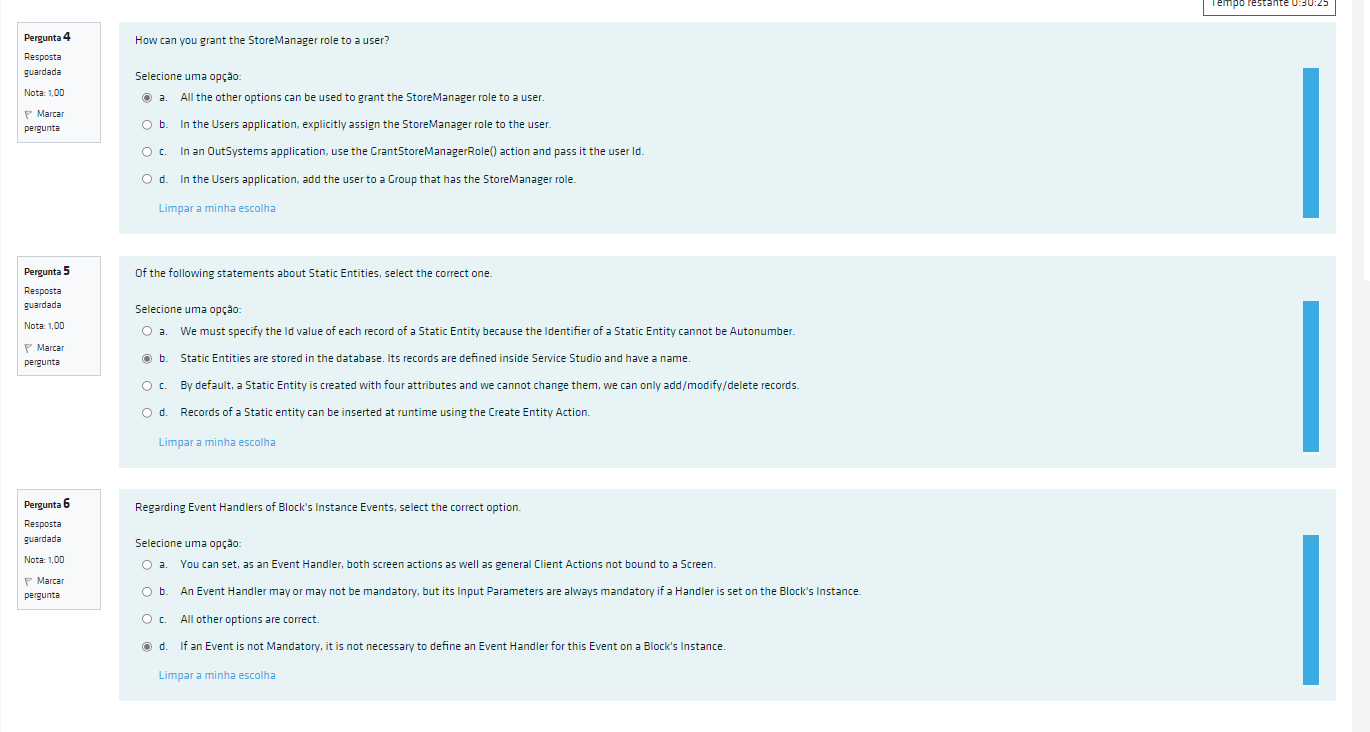 Tempo restante 0:30:25
Pergunta 4
Resposta
guardada
Nota: 1,00
Marcar
pergunta
How can you grant the StoreManager role to a user?
Selecione uma opção:
a. All the other options can be used to grant the StoreManager role to a user.
b. In the Users application, explicitly assign the StoreManager role to the user.
c. In an OutSystems application, use the GrantStoreManagerRole() action and pass it the user Id.
d. In the Users application, add the user to a Group that has the StoreManager role.
Limpar a minha escolha
Pergunta 5
Resposta
guardada
Nota: 1,00
Marcar
pergunta
Of the following statements about Static Entities, select the correct one.
Selecione uma opção:
a. We must specify the Id value of each record of a Static Entity because the Identifier of a Static Entity cannot be Autonumber.
b. Static Entities are stored in the database. Its records are defined inside Service Studio and have a name.
c. By default, a Static Entity is created with four attributes and we cannot change them, we can only add/modify/delete records.
d. Records of a Static entity can be inserted at runtime using the Create Entity Action.
Limpar a minha escolha
Pergunta 6
Resposta
guardada
Nota: 1,00
Marcar
pergunta
Regarding Event Handlers of Block's Instance Events, select the correct option.
Selecione uma opção:
a. You can set, as an Event Handler, both screen actions as well as general Client Actions not bound to a Screen.
b. An Event Handler may or may not be mandatory, but its Input Parameters are always mandatory if a Handler is set on the Block's Instance.
c. All other options are correct.
d. If an Event is not Mandatory, it is not necessary to define an Event Handler for this Event on a Block's Instance.
Limpar a minha escolha